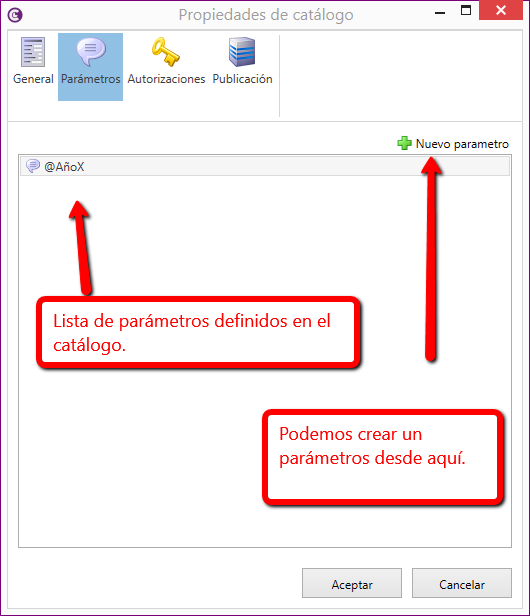 Propiedades de catálogo
General Parámetros Autorizaciones Publicación
Nuevo parametro
@AñoX
Lista de parámetros definidos en el
catálogo.
Podemos crear un
parámetros desde aquí.
Aceptar Cancelar